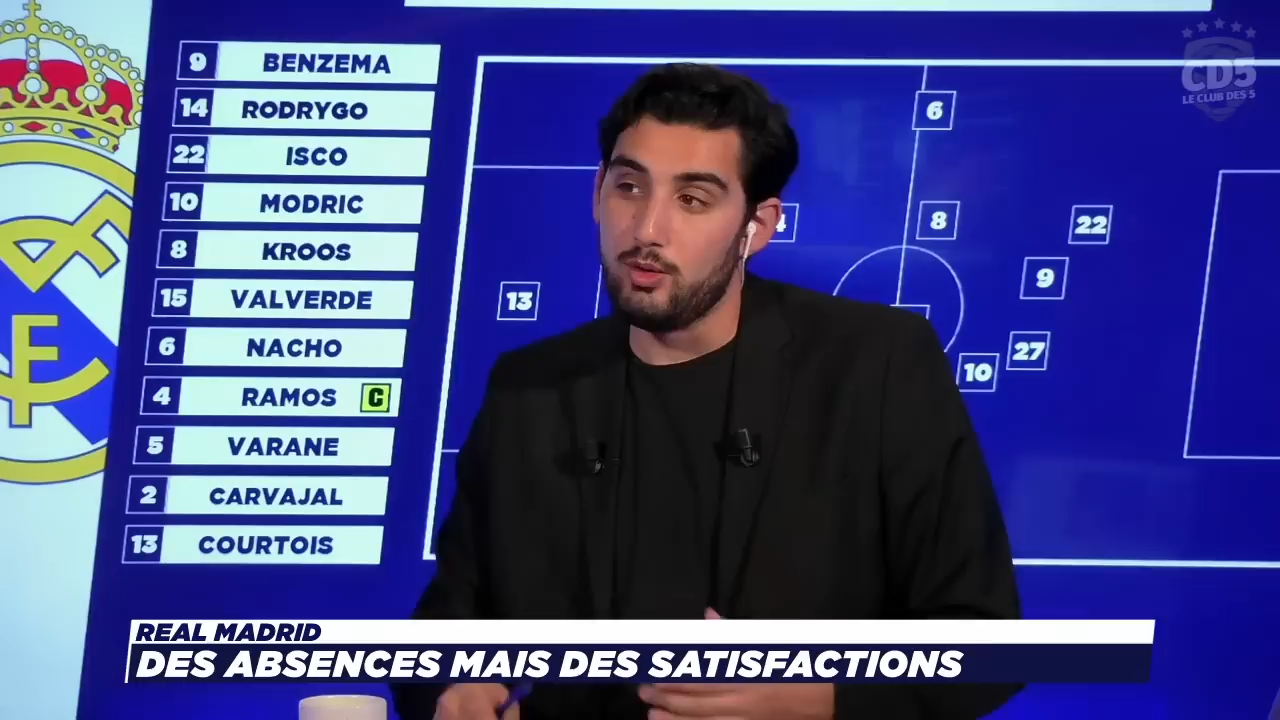 9 BENZEMA
14 RODRYGO
22 ISCO
10 MODRIC
8 KROOS
15 VALVERDE
6 NACHO
4 RAMOS C
5 VARANE
2 CARVAJAL
13 COURTOIS
6
4
8
22
9
13
27
10
CD5
LE CLUB DES 5
REAL MADRID
DES ABSENCES MAIS DES SATISFACTIONS